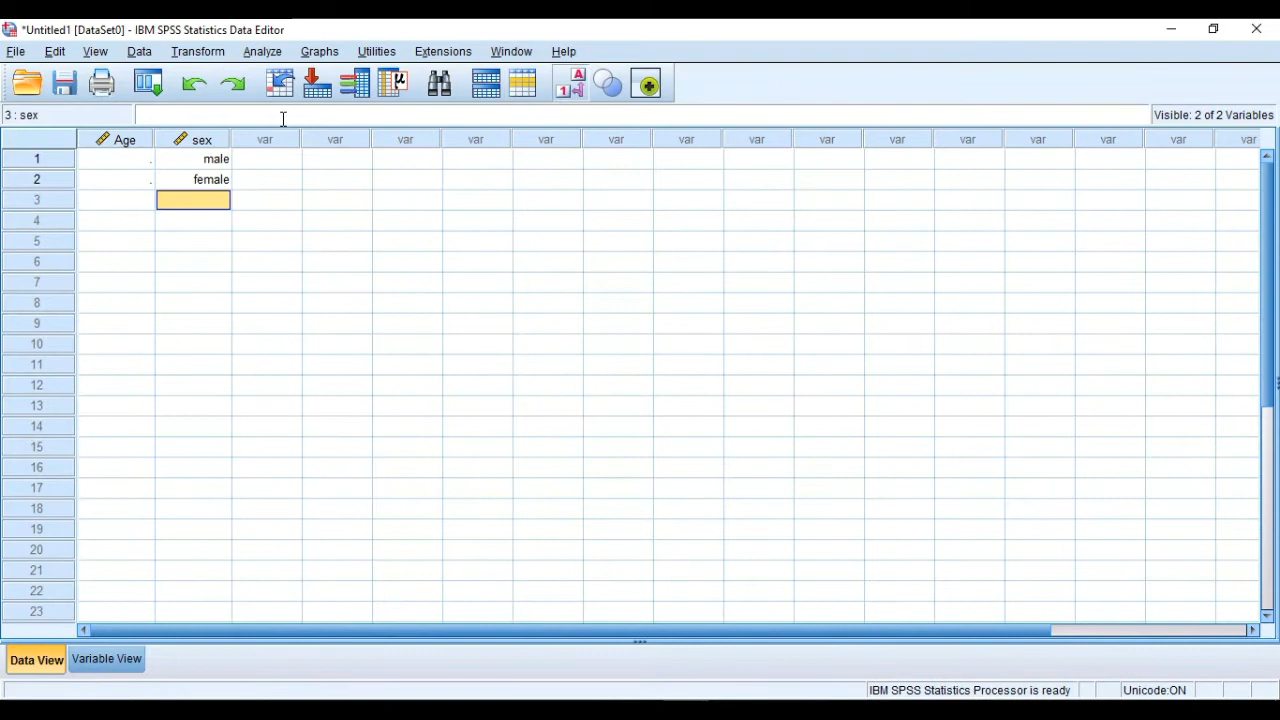 *Untitled1 [DataSet0] - IBM SPSS Statistics Data Editor
File Edit View Data Transform Analyze Graphs Utilities Extensions Window Help
3 : sex Visible: 2 of 2 Variables
Age sex var var var var var var var var var var var var var var var
1 . male
2 . female
3
4
5
6
7
8
9
10
11
12
13
14
15
16
17
18
19
20
21
22
23
Data View Variable View
IBM SPSS Statistics Processor is ready Unicode:ON